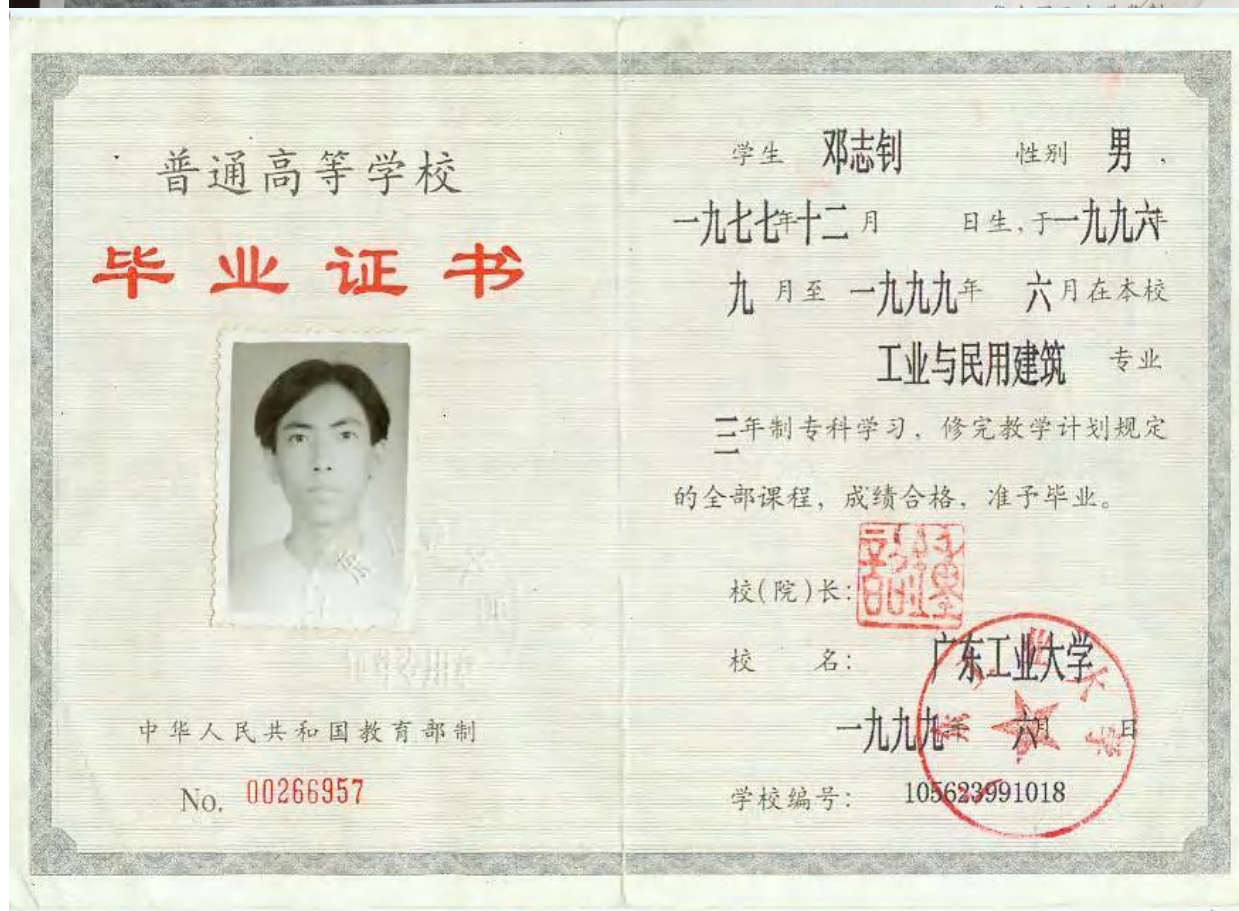 普通高等学校
毕业证书
中华人民共和国教育部制
No. 00266957
学生 邓志钊 性别 男,
一九七七年十二月 日生,于一九九六年
九月至一九九九年 六月在本校
工业与民用建筑 专业
三年制专科学习,修完教学计划规定
的全部课程,成绩合格,准予毕业。
校(院)长:
校 名: 广东工业大学
一九九九年 六月 日
学校编号: 105623991018